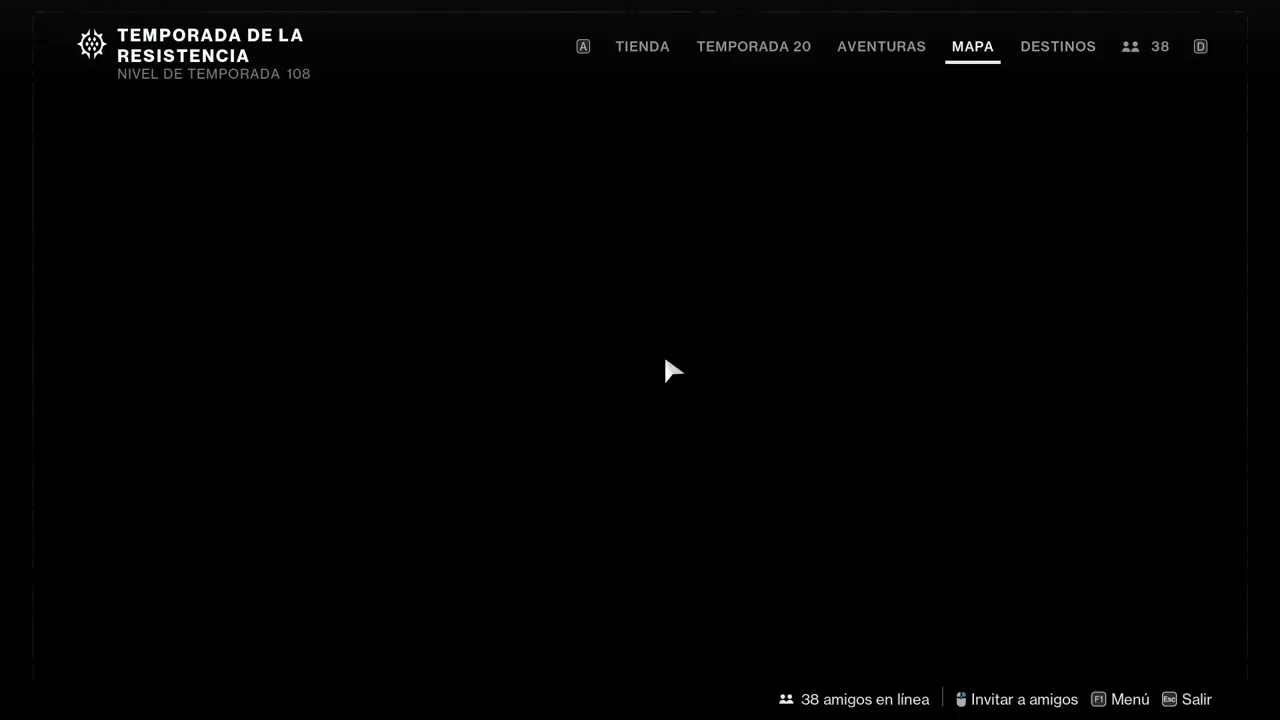 TEMPORADA DE LA
RESISTENCIA
NIVEL DE TEMPORADA 108
A TIENDA TEMPORADA 20 AVENTURAS MAPA DESTINOS 38 D
38 amigos en línea Invitar a amigos F1 Menú Esc Salir